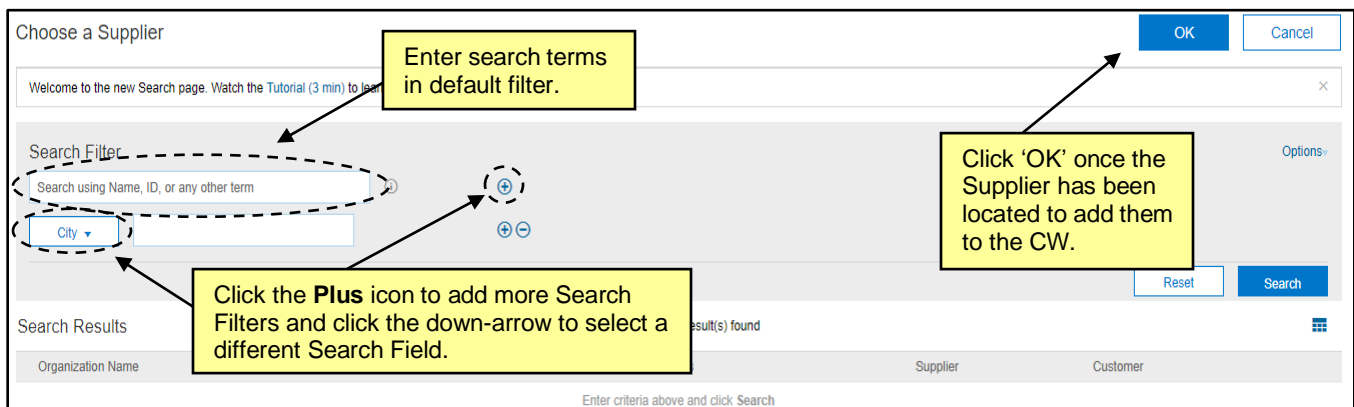 Choose a Supplier
OK
Cancel
Enter search terms
in default filter.
Welcome to the new Search page. Watch the Tutorial (3 min) to
Search Filter
Options
Search using Name, ID, or any other term
City
Click 'OK' once the
Supplier has been
located to add them
to the CW.
Click the Plus icon to add more Search
Filters and click the down-arrow to select a
different Search Field.
Reset
Search
Search Results
found
Organization Name
Supplier
Customer
Enter criteria above and click Search